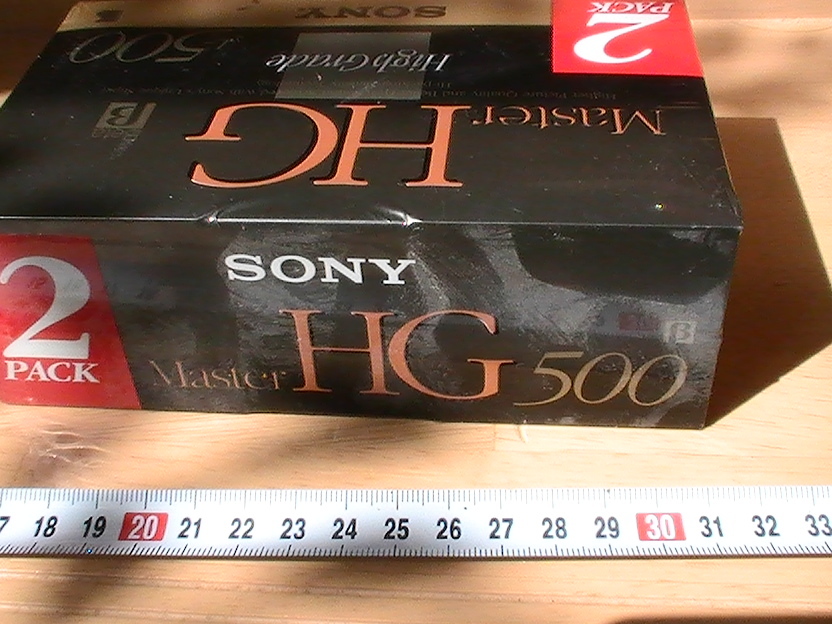 SONY
2
PACK
L-500
High Grade
Master HG
β
SONY
2
PACK
Master HG 500
β
18 19 20 21 22 23 24 25 26 27 28 29 30 31 32 33